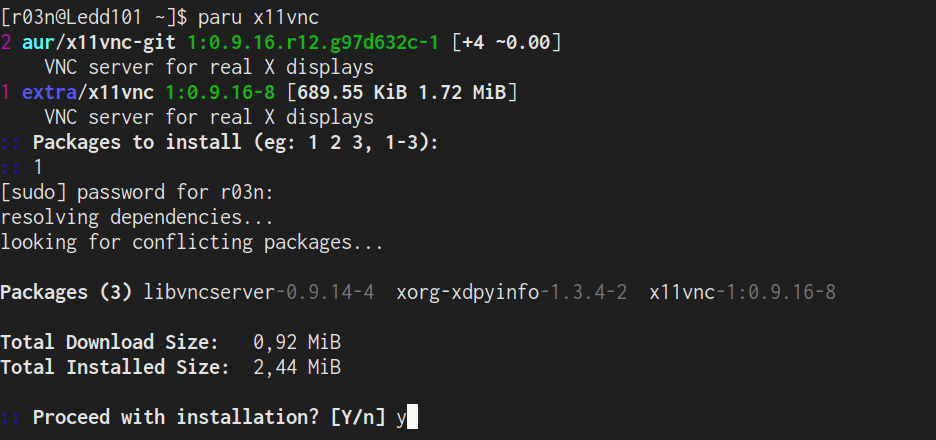 [r03n@Ledd101 ~]$ paru x11vnc
2 aur/x11vnc-git 1:0.9.16.r12.g97d632c-1 [+4 ~0.00]
    VNC server for real X displays
1 extra/x11vnc 1:0.9.16-8 [689.55 KiB 1.72 MiB]
    VNC server for real X displays
:: Packages to install (eg: 1 2 3, 1-3):
:: 1
[sudo] password for r03n:
resolving dependencies...
looking for conflicting packages...

Packages (3) libvncserver-0.9.14-4  xorg-xdpyinfo-1.3.4-2  x11vnc-1:0.9.16-8

Total Download Size:   0,92 MiB
Total Installed Size:  2,44 MiB

:: Proceed with installation? [Y/n] y